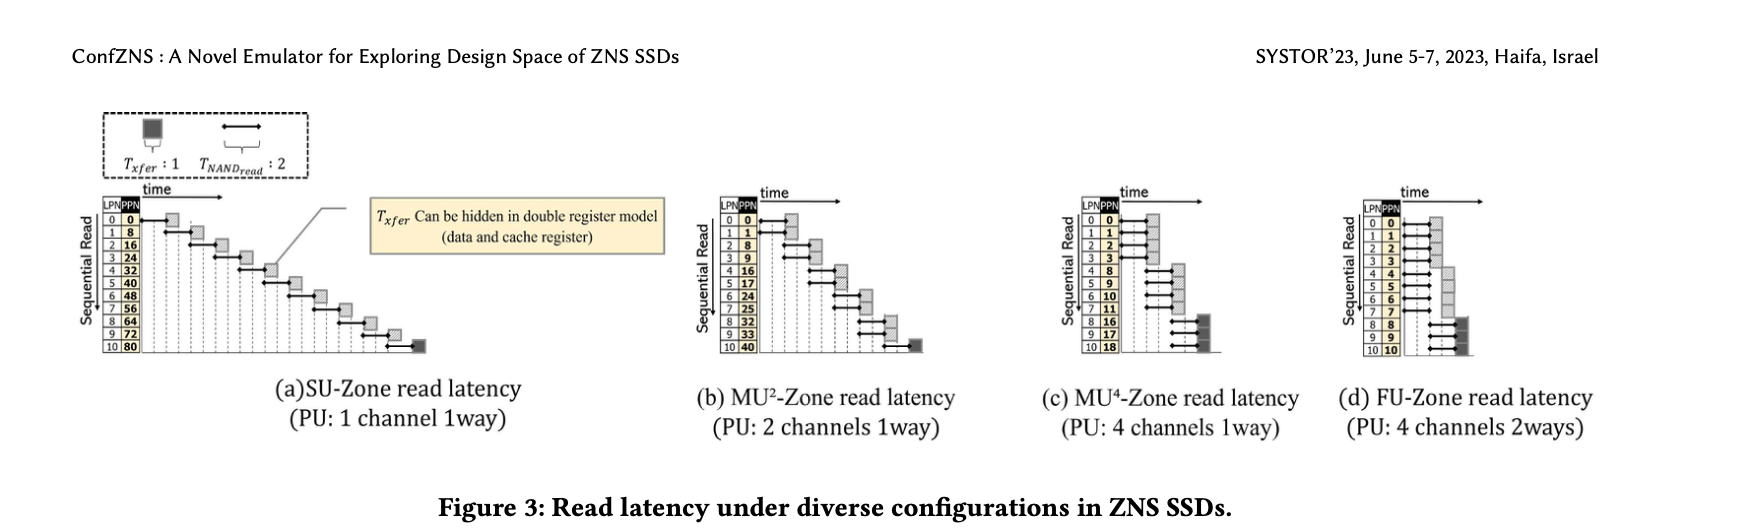 ConfZNS : A Novel Emulator for Exploring Design Space of ZNS SSDs
SYSTOR'23, June 5-7, 2023, Haifa, Israel
Txfer : 1 TNANDread : 2
time
LPN PPN
Sequential Read
0 0
1 8
2 16
3 24
4 32
5 40
6 48
7 56
8 64
9 72
10 80
Txfer Can be hidden in double register model
(data and cache register)
(a)SU-Zone read latency
(PU: 1 channel 1way)
time
LPN PPN
Sequential Read
0 0
1 1
2 8
3 9
4 16
5 17
6 24
7 25
8 32
9 33
10 40
(b) MU²-Zone read latency
(PU: 2 channels 1way)
time
LPN PPN
Sequential Read
0 0
1 1
2 2
3 3
4 8
5 9
6 10
7 11
8 16
9 17
10 18
(c) MU⁴-Zone read latency
(PU: 4 channels 1way)
time
LPN PPN
Sequential Read
0 0
1 1
2 2
3 3
4 4
5 5
6 6
7 7
8 8
9 9
10 10
(d) FU-Zone read latency
(PU: 4 channels 2ways)
Figure 3: Read latency under diverse configurations in ZNS SSDs.